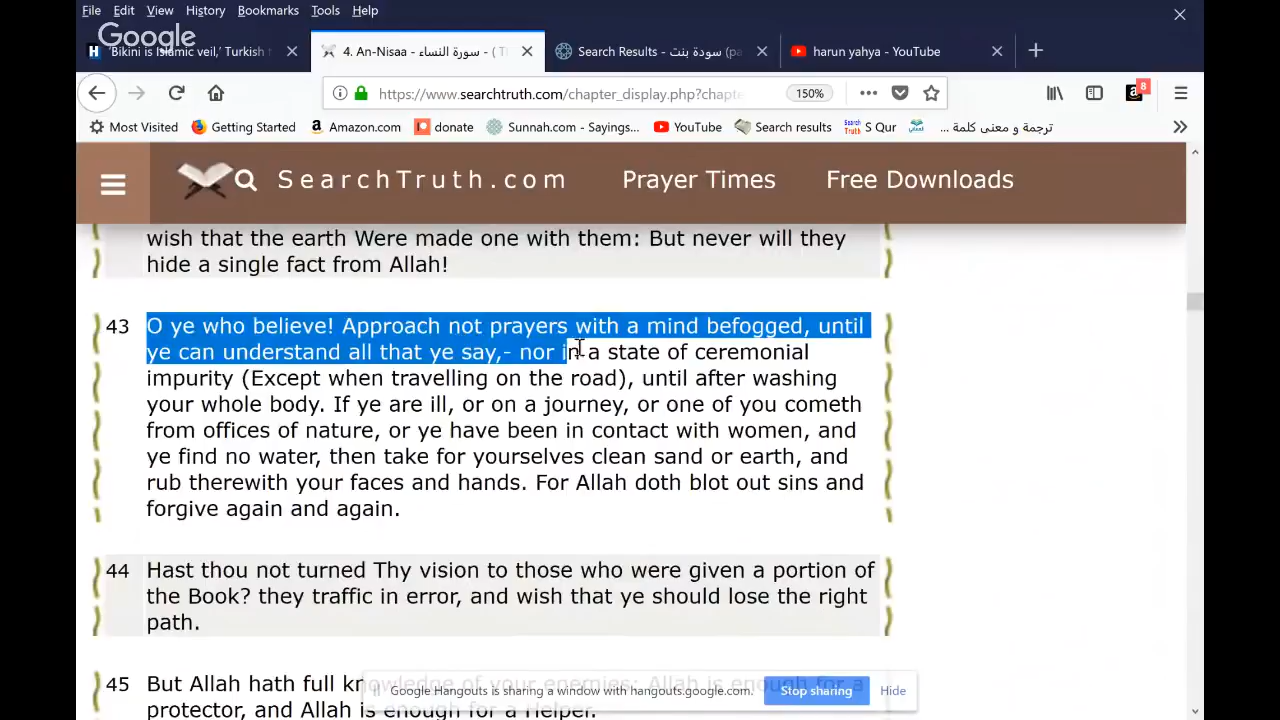 File Edit View History Bookmarks Tools Help
Google
'Bikini is Islamic veil,' Turkish
4. An-Nisaa - سورة النساء - ( T
Search Results - سودة بنت (pa
harun yahya - YouTube
https://www.searchtruth.com/chapter_display.php?chapte
150%
8
Most Visited Getting Started Amazon.com donate Sunnah.com - Sayings,... YouTube Search results S Qur ترجمة و معنى كلمة ...
SearchTruth.com Prayer Times Free Downloads
wish that the earth Were made one with them: But never will they
hide a single fact from Allah!
43 O ye who believe! Approach not prayers with a mind befogged, until
ye can understand all that ye say,- nor in a state of ceremonial
impurity (Except when travelling on the road), until after washing
your whole body. If ye are ill, or on a journey, or one of you cometh
from offices of nature, or ye have been in contact with women, and
ye find no water, then take for yourselves clean sand or earth, and
rub therewith your faces and hands. For Allah doth blot out sins and
forgive again and again.
44 Hast thou not turned Thy vision to those who were given a portion of
the Book? they traffic in error, and wish that ye should lose the right
path.
45 But Allah hath full knowledge of your enemies: Allah is enough for a
protector, and Allah is enough for a Helper.
Google Hangouts is sharing a window with hangouts.google.com. Stop sharing Hide